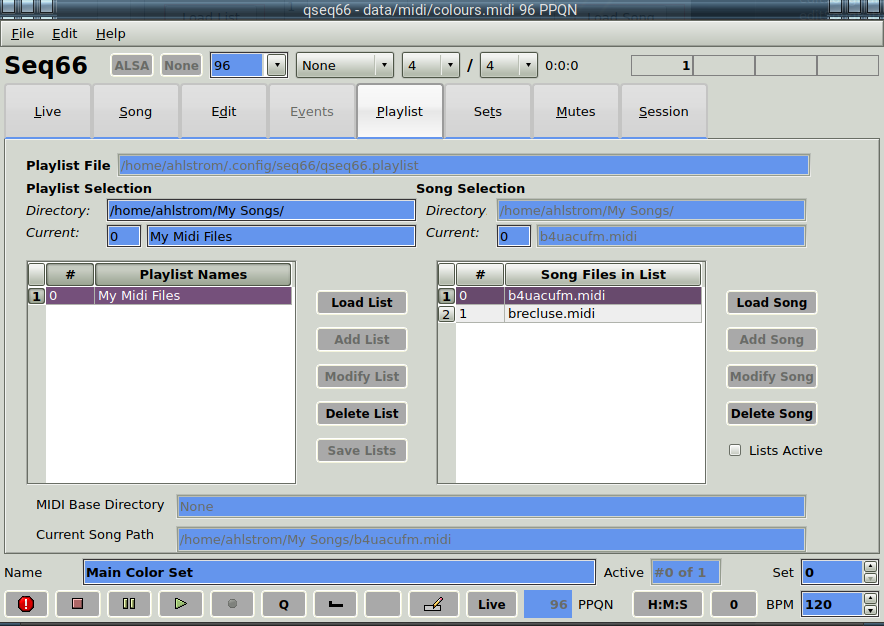 qseq66 - data/midi/colours.midi 96 PPQN
File Edit Help
Seq66 ALSA None 96 None 4 / 4 0:0:0 1
Live Song Edit Events Playlist Sets Mutes Session
Playlist File /home/ahlstrom/.config/seq66/qseq66.playlist
Playlist Selection Song Selection
Directory: /home/ahlstrom/My Songs/ Directory /home/ahlstrom/My Songs/
Current: 0 My Midi Files Current: 0 b4uacufm.midi
# Playlist Names # Song Files in List
1 0 My Midi Files 1 0 b4uacufm.midi
Load List Load Song
2 1 brecluse.midi
Add List Add Song
Modify List Modify Song
Delete List Delete Song
Save Lists Lists Active
MIDI Base Directory None
Current Song Path /home/ahlstrom/My Songs/b4uacufm.midi
Name Main Color Set Active #0 of 1 Set 0
Q Live 96 PPQN H:M:S 0 BPM 120